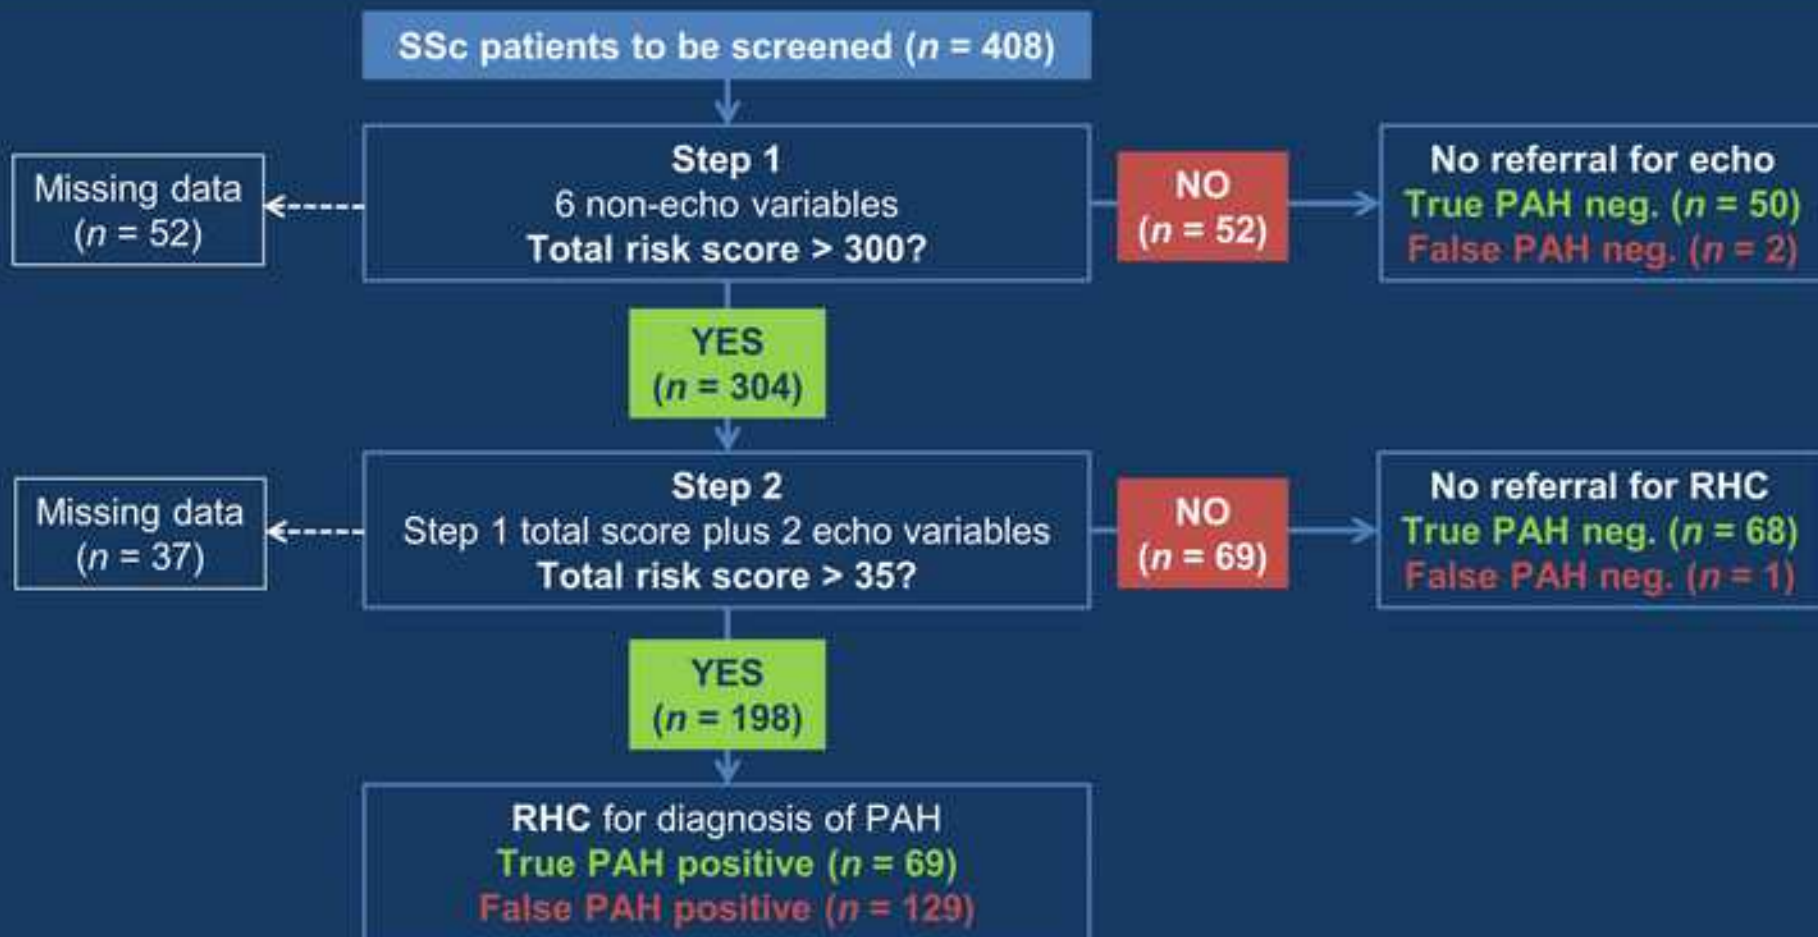 SSc patients to be screened (n = 408)
Missing data
(n = 52)
Step 1
6 non-echo variables
Total risk score > 300?
NO
(n = 52)
No referral for echo
True PAH neg. (n = 50)
False PAH neg. (n = 2)
YES
(n = 304)
Missing data
(n = 37)
Step 2
Step 1 total score plus 2 echo variables
Total risk score > 35?
NO
(n = 69)
No referral for RHC
True PAH neg. (n = 68)
False PAH neg. (n = 1)
YES
(n = 198)
RHC for diagnosis of PAH
True PAH positive (n = 69)
False PAH positive (n = 129)